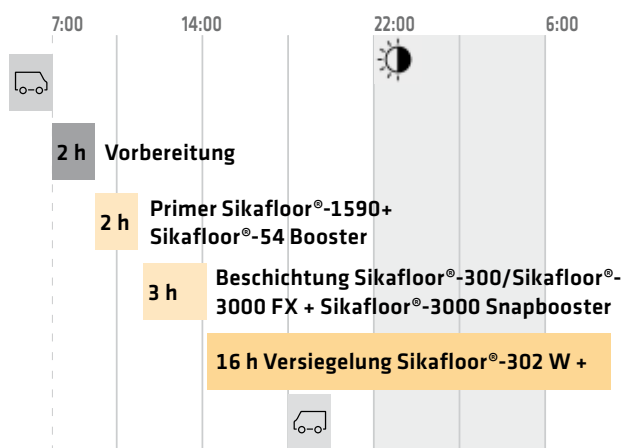 7:00 14:00 22:00 6:00
2 h Vorbereitung
2 h Primer Sikafloor®-1590+
Sikafloor®-54 Booster
3 h Beschichtung Sikafloor®-300/Sikafloor®-
3000 FX + Sikafloor®-3000 Snapbooster
16 h Versiegelung Sikafloor®-302 W +